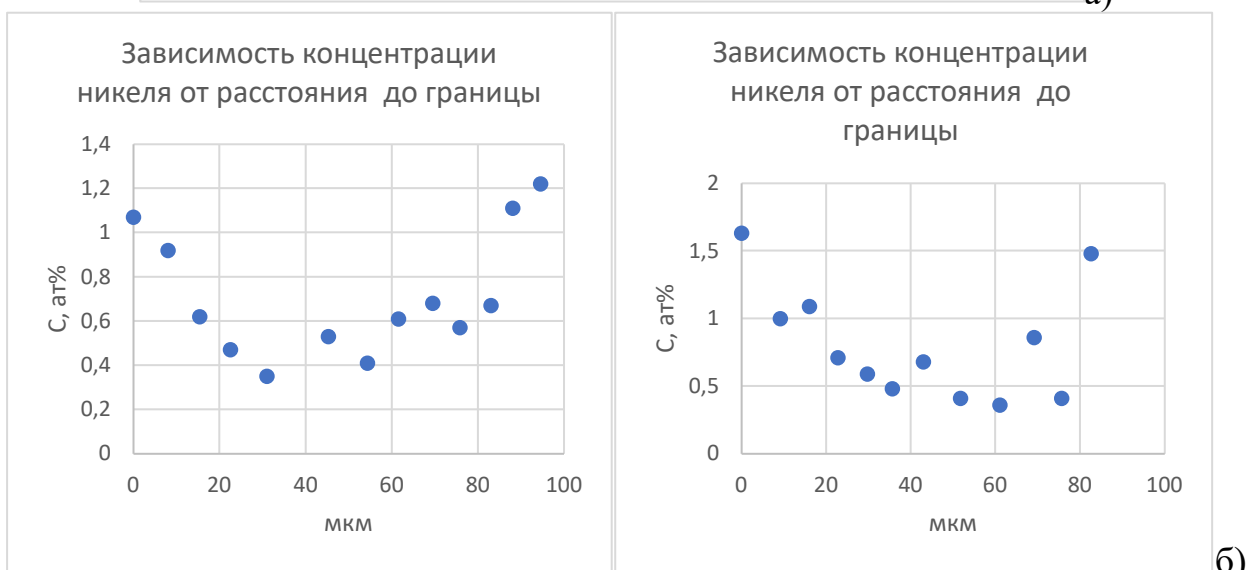 а)
Зависимость концентрации
никеля от расстояния до границы
1,4
1,2
1
0,8
0,6
0,4
0,2
0
С, ат%
0 20 40 60 80 100
мкм
Зависимость концентрации
никеля от расстояния до
границы
2
1,5
1
0,5
0
С, ат%
0 20 40 60 80 100
мкм
б)